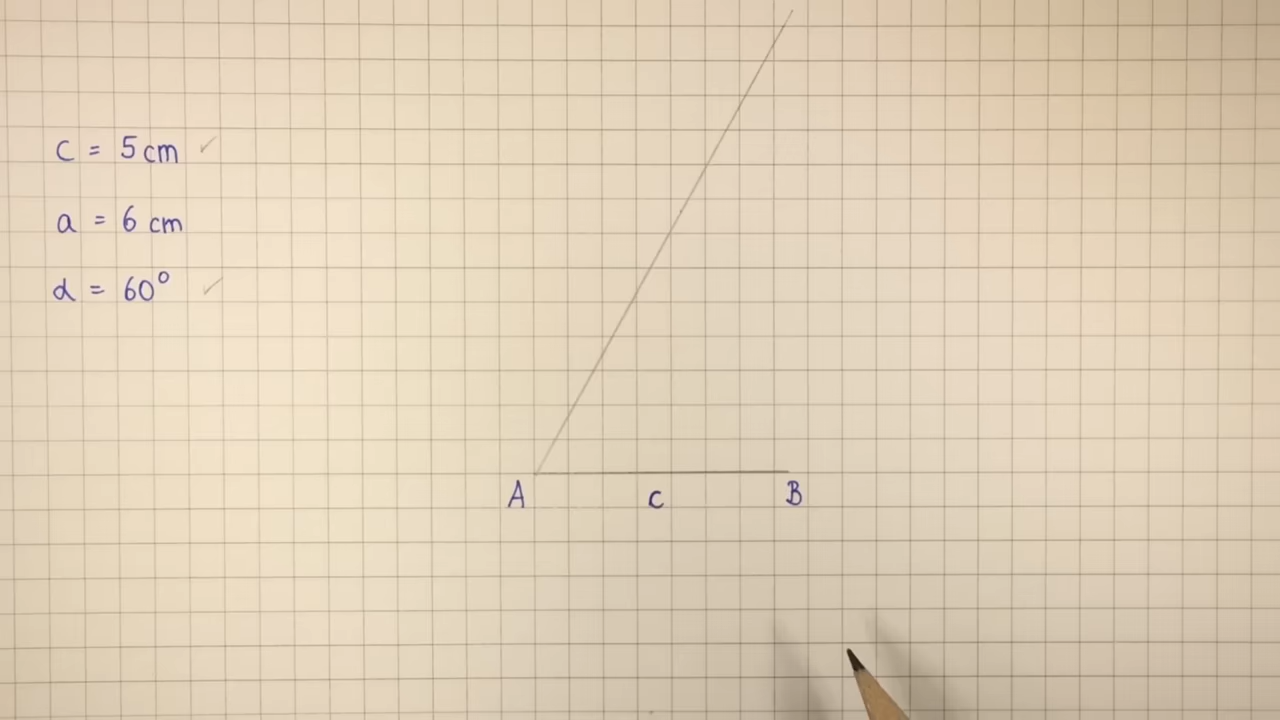 c = 5 cm ✓
a = 6 cm
α = 60° ✓
A c B